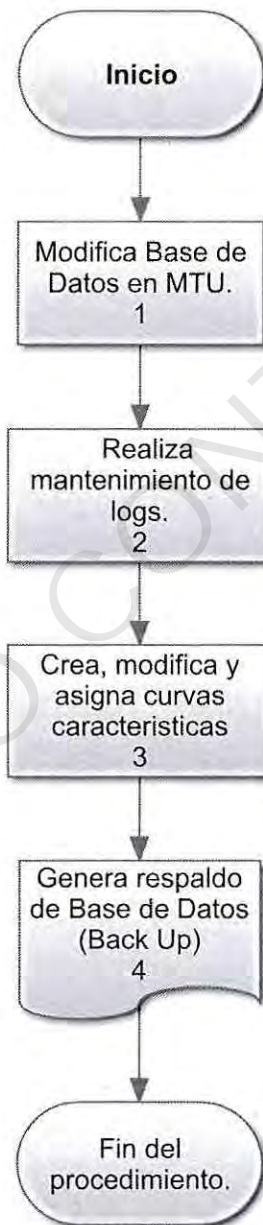 Inicio
Modifica Base de
Datos en MTU.
1
Realiza
mantenimiento de
logs.
2
Crea, modifica y
asigna curvas
caracteristicas
3
Genera respaldo
de Base de Datos
(Back Up)
4
Fin del
procedimiento.